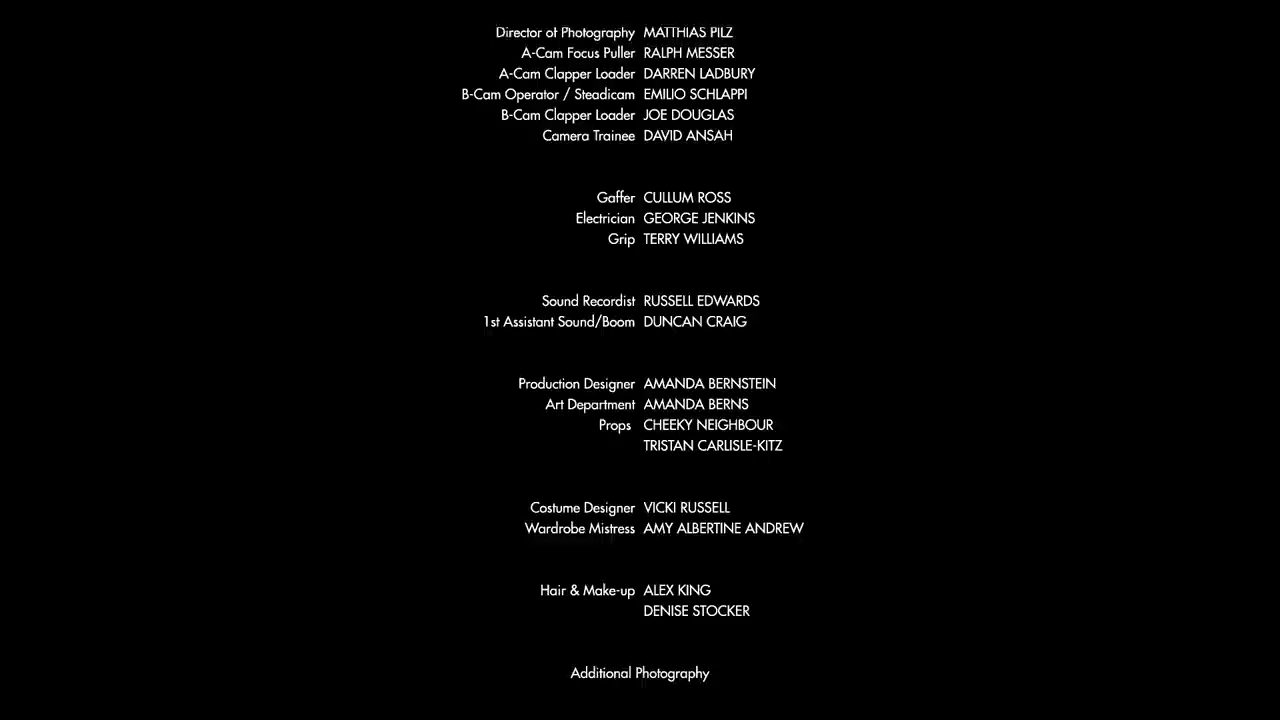 Director of Photography MATTHIAS PILZ
A-Cam Focus Puller RALPH MESSER
A-Cam Clapper Loader DARREN LADBURY
B-Cam Operator / Steadicam EMILIO SCHLAPPI
B-Cam Clapper Loader JOE DOUGLAS
Camera Trainee DAVID ANSAH
Gaffer CULLUM ROSS
Electrician GEORGE JENKINS
Grip TERRY WILLIAMS
Sound Recordist RUSSELL EDWARDS
1st Assistant Sound/Boom DUNCAN CRAIG
Production Designer AMANDA BERNSTEIN
Art Department AMANDA BERNS
Props CHEEKY NEIGHBOUR
TRISTAN CARLISLE-KITZ
Costume Designer VICKI RUSSELL
Wardrobe Mistress AMY ALBERTINE ANDREW
Hair & Make-up ALEX KING
DENISE STOCKER
Additional Photography